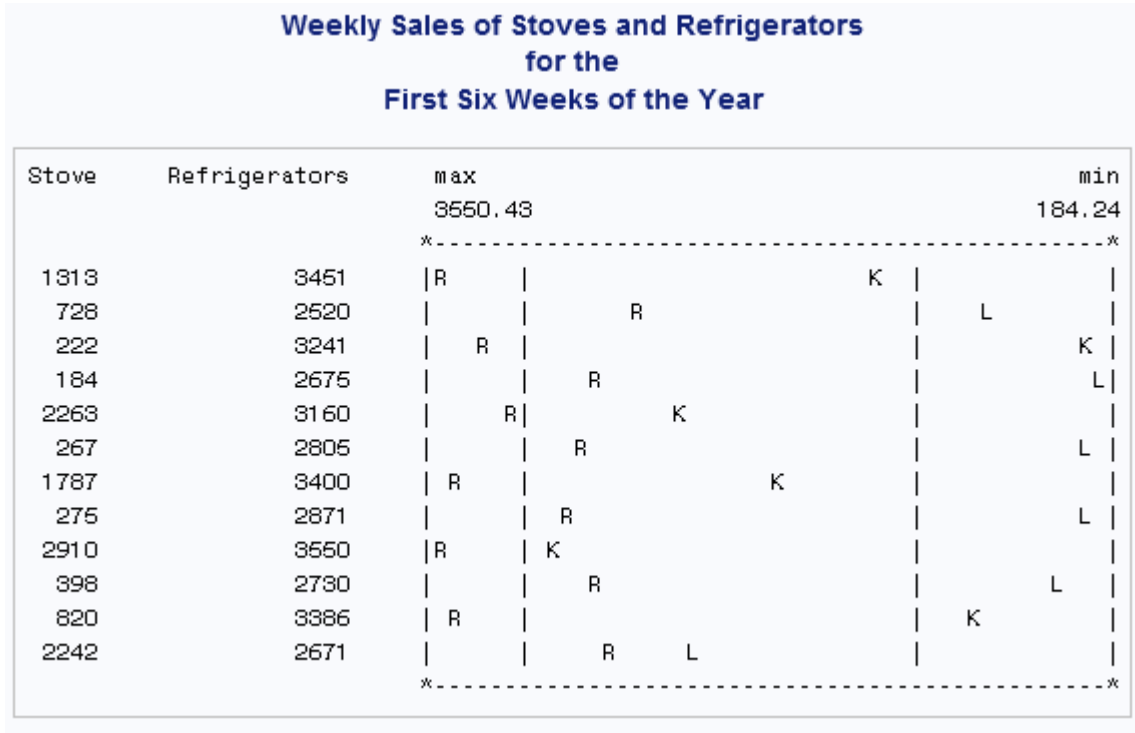 Weekly Sales of Stoves and Refrigerators
for the
First Six Weeks of the Year
Stove Refrigerators max min
3550.43 184.24
*------------------------------------------------*
1313 3451 |R | K | |
728 2520 | | R | L |
222 3241 | R | | K |
184 2675 | | R | L|
2263 3160 | R| K | |
267 2805 | | R | L |
1787 3400 | R | K | |
275 2871 | | R | L |
2910 3550 |R | K | |
398 2730 | | R | L |
820 3386 | R | | K |
2242 2671 | | R L | |
*------------------------------------------------*